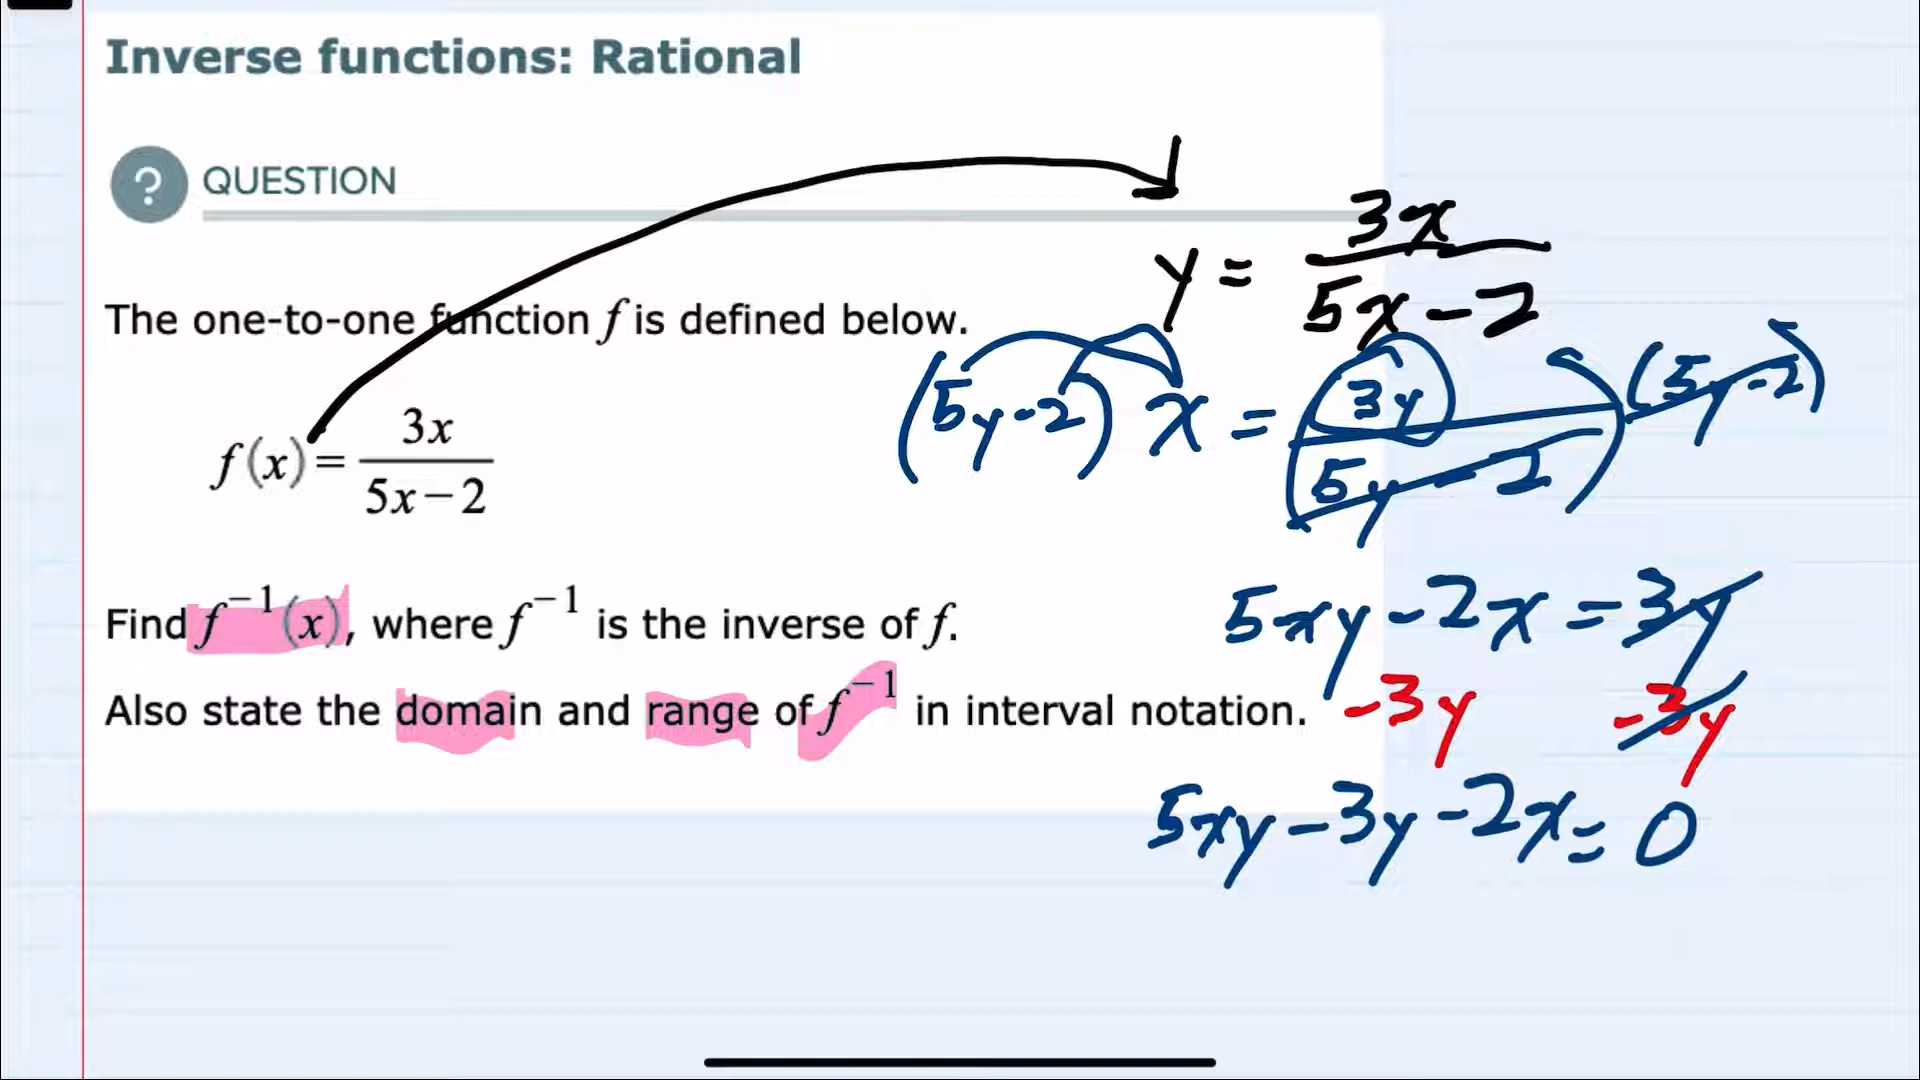 Inverse functions: Rational
? QUESTION
The one-to-one function f is defined below.
f(x) = 3x / (5x − 2)
Find f⁻¹(x), where f⁻¹ is the inverse of f.
Also state the domain and range of f⁻¹ in interval notation.
y = 3x / (5x − 2)
(5y − 2) x = (3y / (5y − 2)) (5y − 2)
5xy − 2x = 3y
−3y −3y
5xy − 3y − 2x = 0